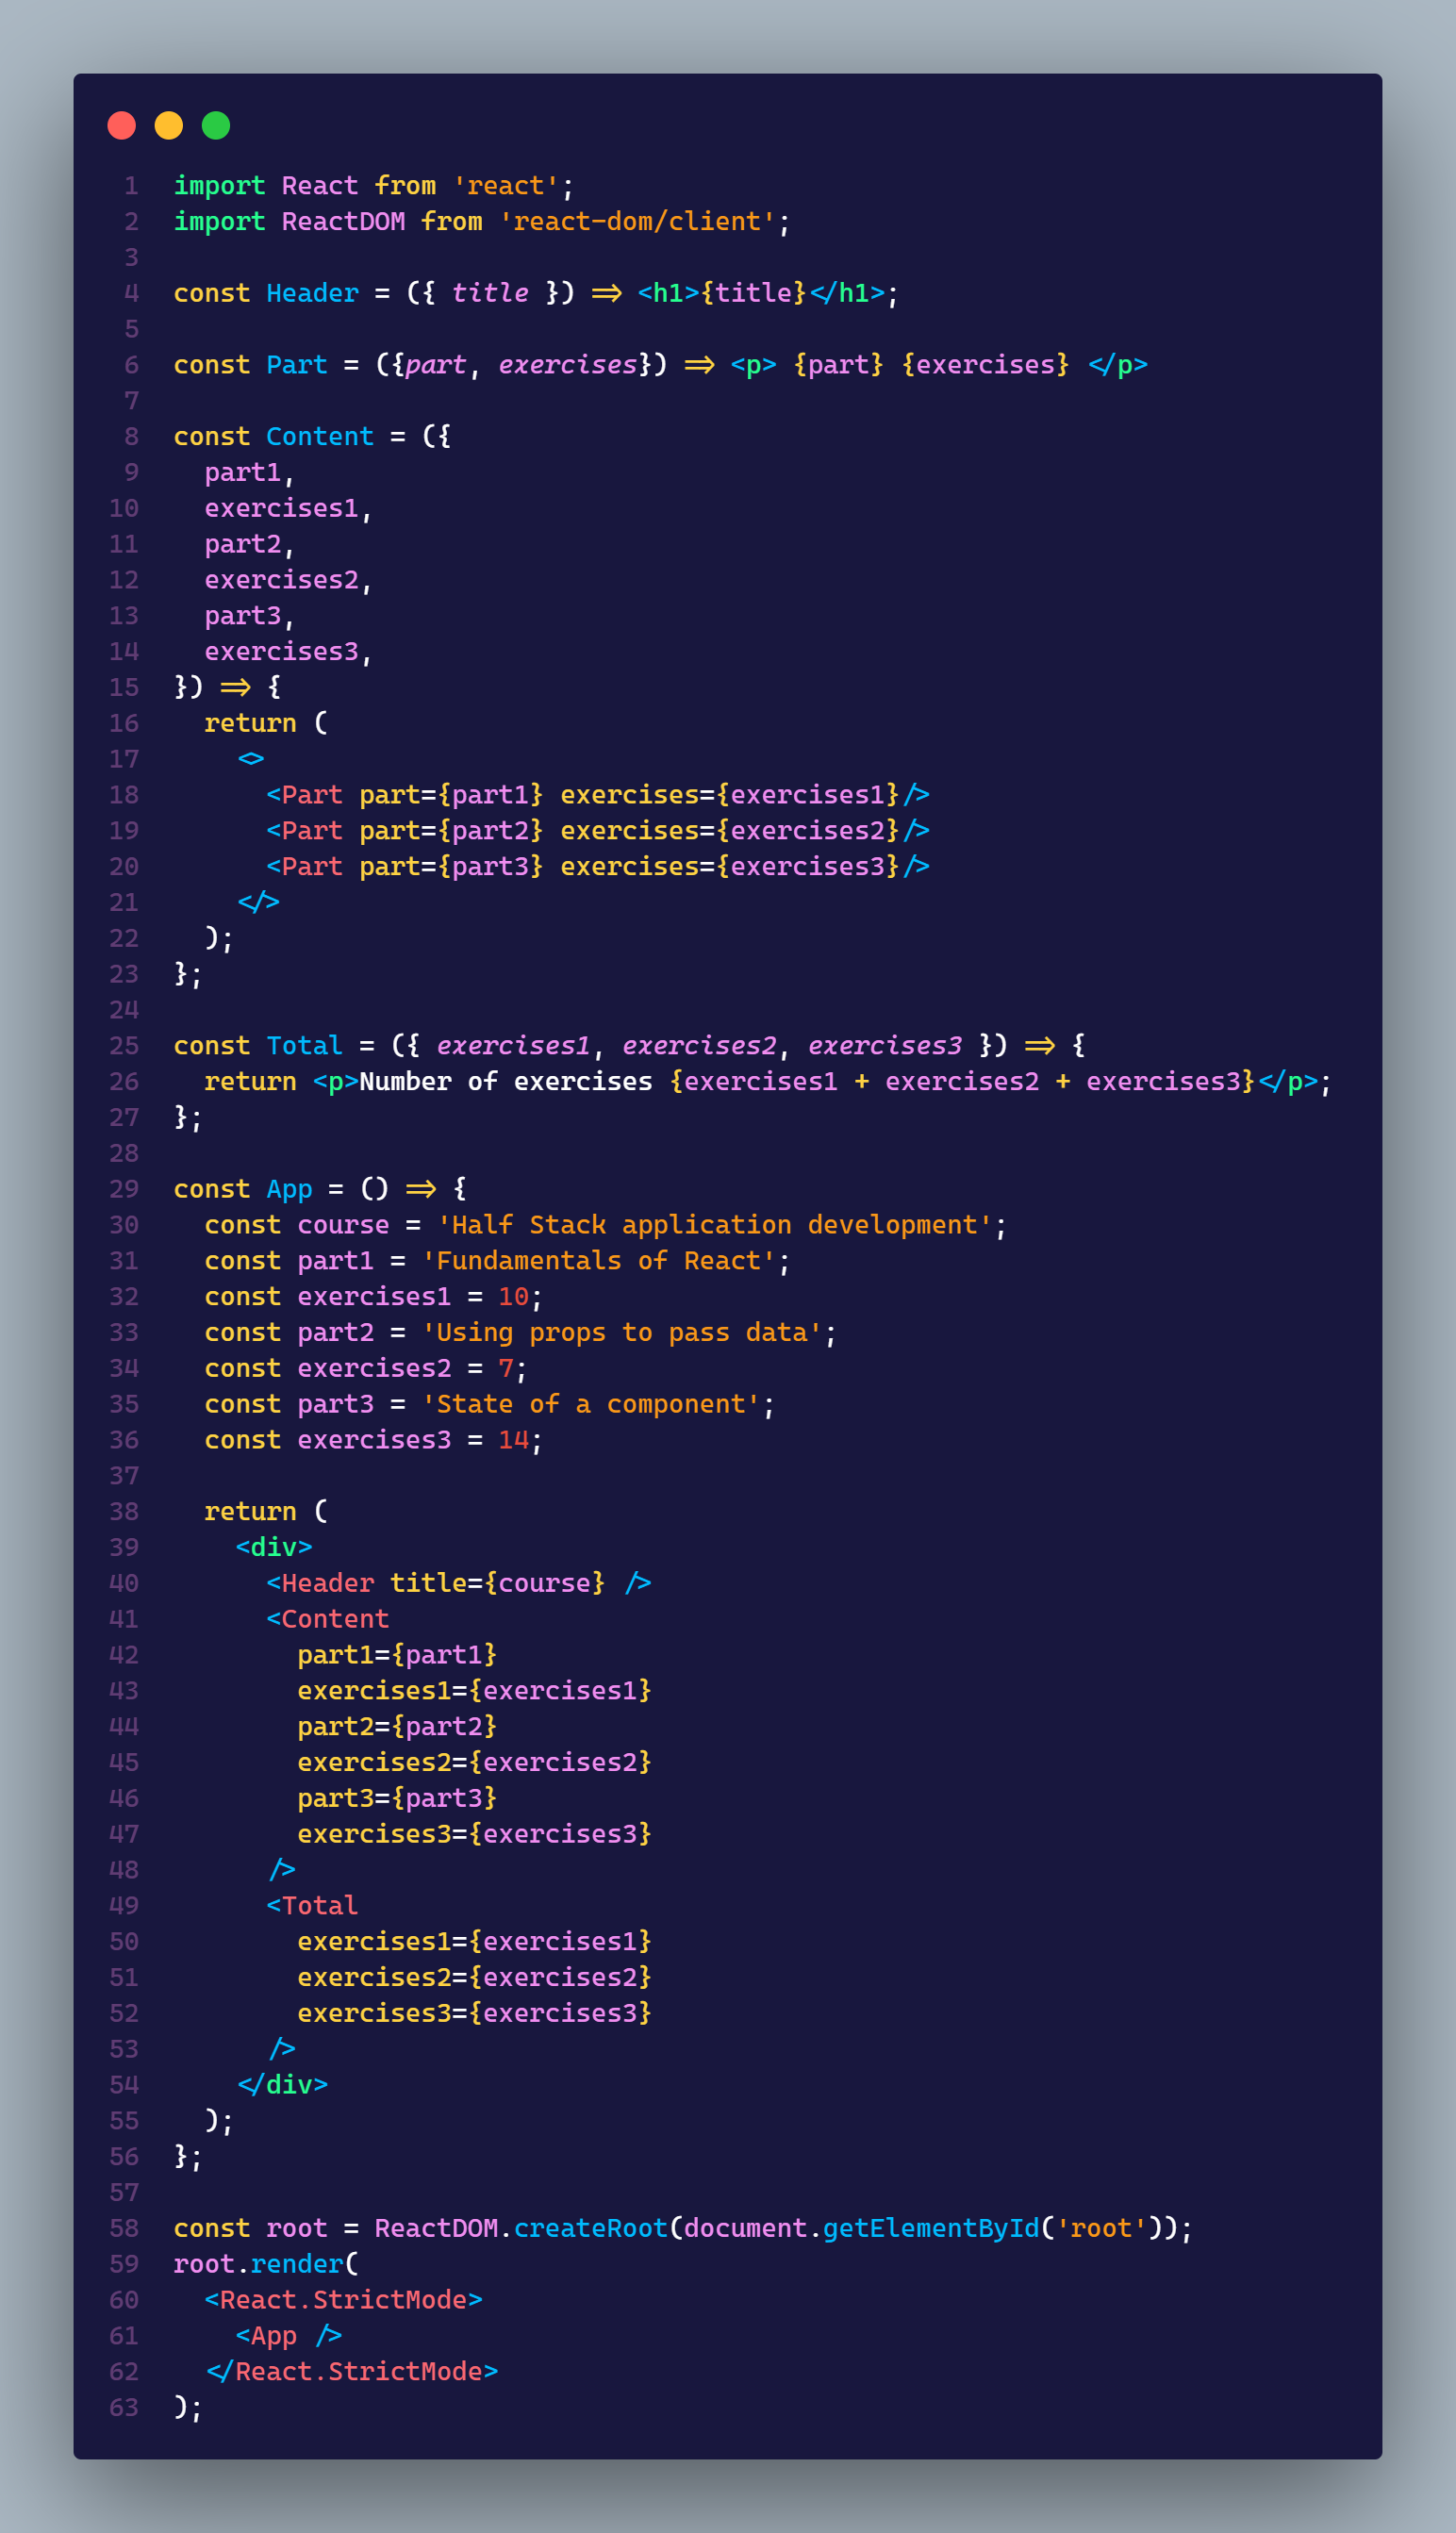 1 import React from 'react';
2 import ReactDOM from 'react-dom/client';
3
4 const Header = ({ title }) => <h1>{title}</h1>;
5
6 const Part = ({part, exercises}) => <p> {part} {exercises} </p>
7
8 const Content = ({
9   part1,
10   exercises1,
11   part2,
12   exercises2,
13   part3,
14   exercises3,
15 }) => {
16   return (
17     <>
18       <Part part={part1} exercises={exercises1}/>
19       <Part part={part2} exercises={exercises2}/>
20       <Part part={part3} exercises={exercises3}/>
21     </>
22   );
23 };
24
25 const Total = ({ exercises1, exercises2, exercises3 }) => {
26   return <p>Number of exercises {exercises1 + exercises2 + exercises3}</p>;
27 };
28
29 const App = () => {
30   const course = 'Half Stack application development';
31   const part1 = 'Fundamentals of React';
32   const exercises1 = 10;
33   const part2 = 'Using props to pass data';
34   const exercises2 = 7;
35   const part3 = 'State of a component';
36   const exercises3 = 14;
37
38   return (
39     <div>
40       <Header title={course} />
41       <Content
42         part1={part1}
43         exercises1={exercises1}
44         part2={part2}
45         exercises2={exercises2}
46         part3={part3}
47         exercises3={exercises3}
48       />
49       <Total
50         exercises1={exercises1}
51         exercises2={exercises2}
52         exercises3={exercises3}
53       />
54     </div>
55   );
56 };
57
58 const root = ReactDOM.createRoot(document.getElementById('root'));
59 root.render(
60   <React.StrictMode>
61     <App />
62   </React.StrictMode>
63 );